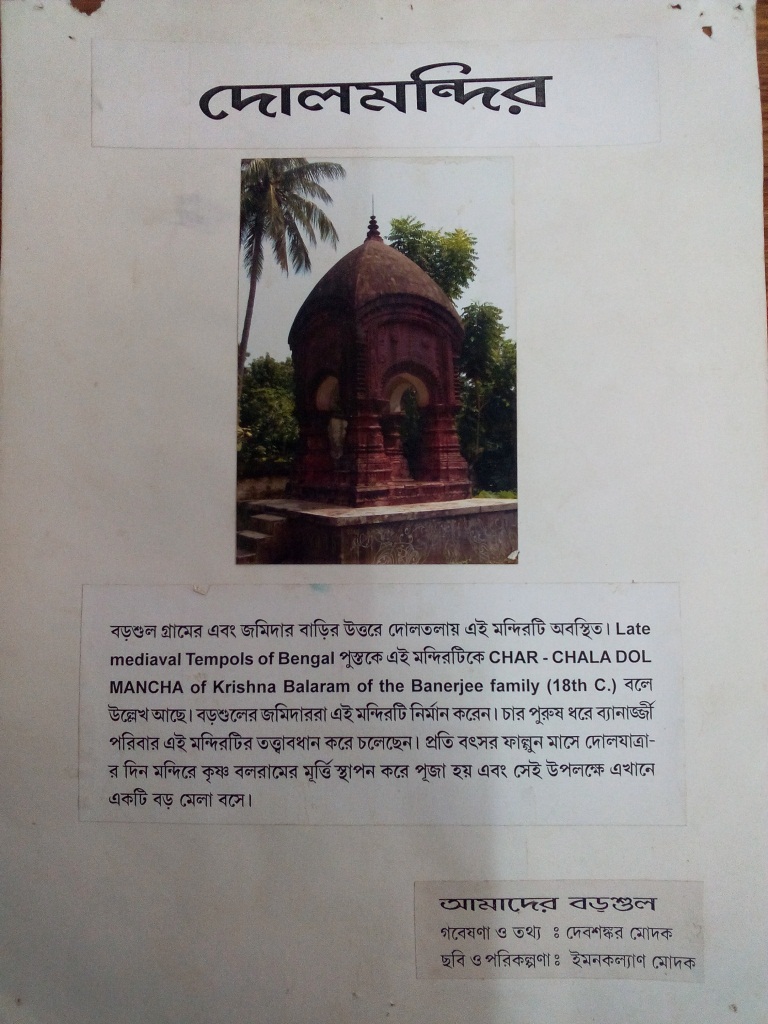 দোলমন্দির
বড়শুল গ্রামের এবং জমিদার বাড়ির উত্তরে দোলতলায় এই মন্দিরটি অবস্থিত। Late
mediaval Tempols of Bengal পুস্তকে এই মন্দিরটিকে CHAR - CHALA DOL
MANCHA of Krishna Balaram of the Banerjee family (18th C.) বলে
উল্লেখ আছে। বড়শুলের জমিদাররা এই মন্দিরটি নির্মান করেন। চার পুরুষ ধরে ব্যানার্জ্জী
পরিবার এই মন্দিরটির তত্ত্বাবধান করে চলেছেন। প্রতি বৎসর ফাল্গুন মাসে দোলযাত্রা-
র দিন মন্দিরে কৃষ্ণ বলরামের মূর্ত্তি স্থাপন করে পূজা হয় এবং সেই উপলক্ষে এখানে
একটি বড় মেলা বসে।
আমাদের বড়শুল
গবেষণা ও তথ্য ঃ দেবশঙ্কর মোদক
ছবি ও পরিকল্পণা ঃ ইমনকল্যাণ মোদক